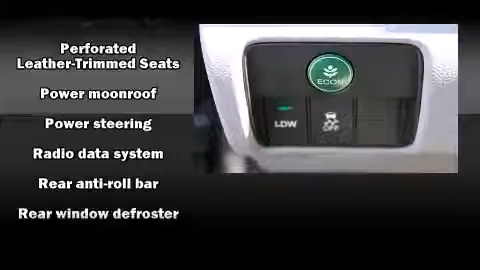 Perforated
Leather-Trimmed Seats
Power moonroof
Power steering
Radio data system
Rear anti-roll bar
Rear window defroster
ECON
LDW
OFF